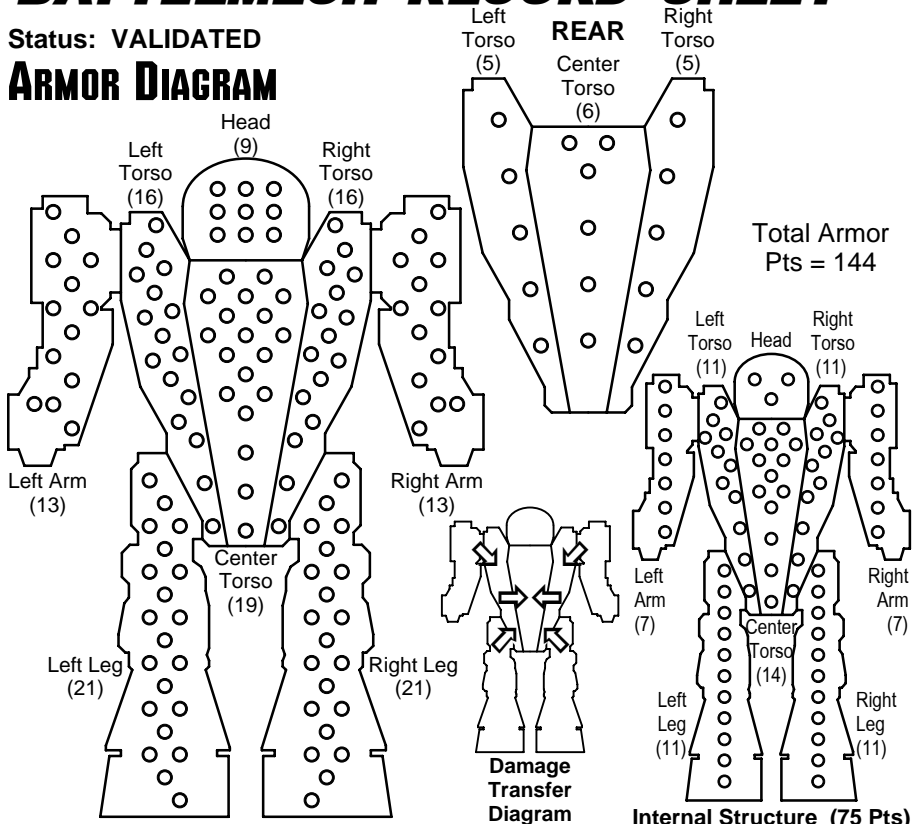 BATTLEMECH RECORD SHEET
Status: VALIDATED
ARMOR DIAGRAM
REAR
Left
Torso
(5)
Center
Torso
(6)
Right
Torso
(5)
Head
(9)
Left
Torso
(16)
Right
Torso
(16)
Total Armor
Pts = 144
Left Arm
(13)
Right Arm
(13)
Center
Torso
(19)
Left Leg
(21)
Right Leg
(21)
Damage
Transfer
Diagram
Left
Torso
(11)
Head
Right
Torso
(11)
Left
Arm
(7)
Right
Arm
(7)
Center
Torso
(14)
Left
Leg
(11)
Right
Leg
(11)
Internal Structure (75 Pts)